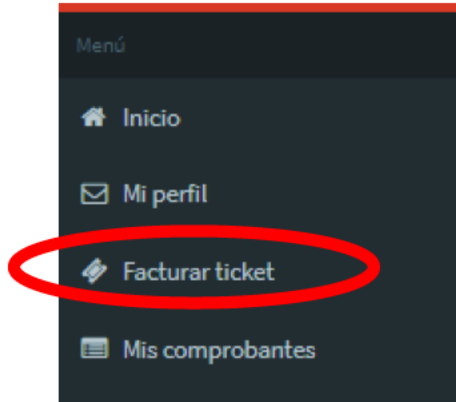 Menú
Inicio
Mi perfil
Facturar ticket
Mis comprobantes